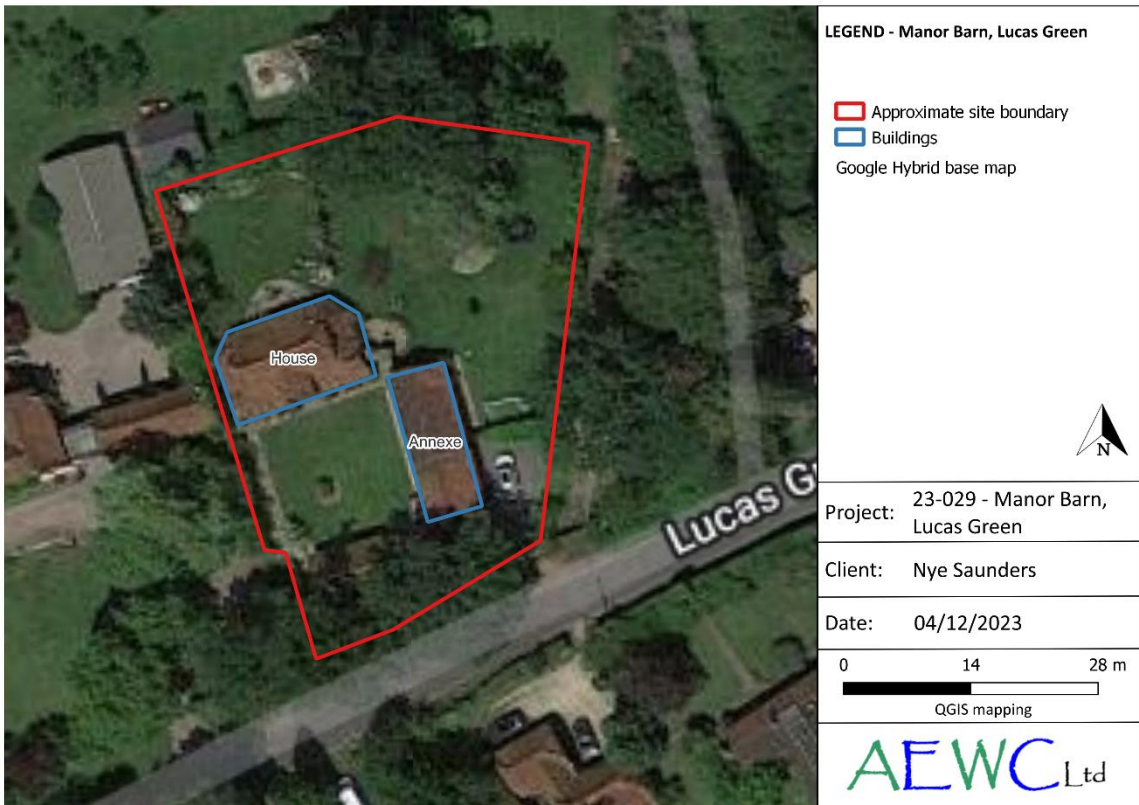 LEGEND - Manor Barn, Lucas Green
Approximate site boundary
Buildings
Google Hybrid base map
House
Annexe
Lucas G
N
Project: 23-029 - Manor Barn,
Lucas Green
Client: Nye Saunders
Date: 04/12/2023
0 14 28 m
QGIS mapping
AEWC Ltd